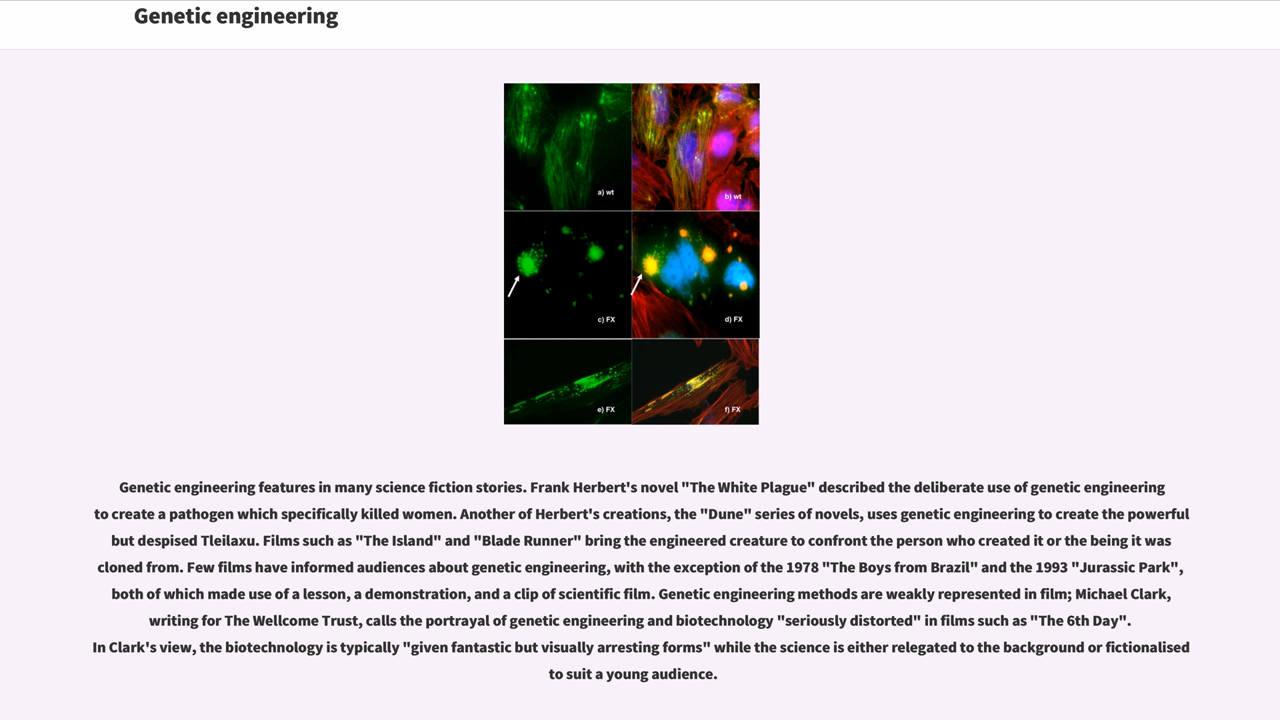 Genetic engineering
a) wt
b) wt
c) FX
d) FX
e) FX
f) FX
Genetic engineering features in many science fiction stories. Frank Herbert's novel "The White Plague" described the deliberate use of genetic engineering
to create a pathogen which specifically killed women. Another of Herbert's creations, the "Dune" series of novels, uses genetic engineering to create the powerful
but despised Tleilaxu. Films such as "The Island" and "Blade Runner" bring the engineered creature to confront the person who created it or the being it was
cloned from. Few films have informed audiences about genetic engineering, with the exception of the 1978 "The Boys from Brazil" and the 1993 "Jurassic Park",
both of which made use of a lesson, a demonstration, and a clip of scientific film. Genetic engineering methods are weakly represented in film; Michael Clark,
writing for The Wellcome Trust, calls the portrayal of genetic engineering and biotechnology "seriously distorted" in films such as "The 6th Day".
In Clark's view, the biotechnology is typically "given fantastic but visually arresting forms" while the science is either relegated to the background or fictionalised
to suit a young audience.